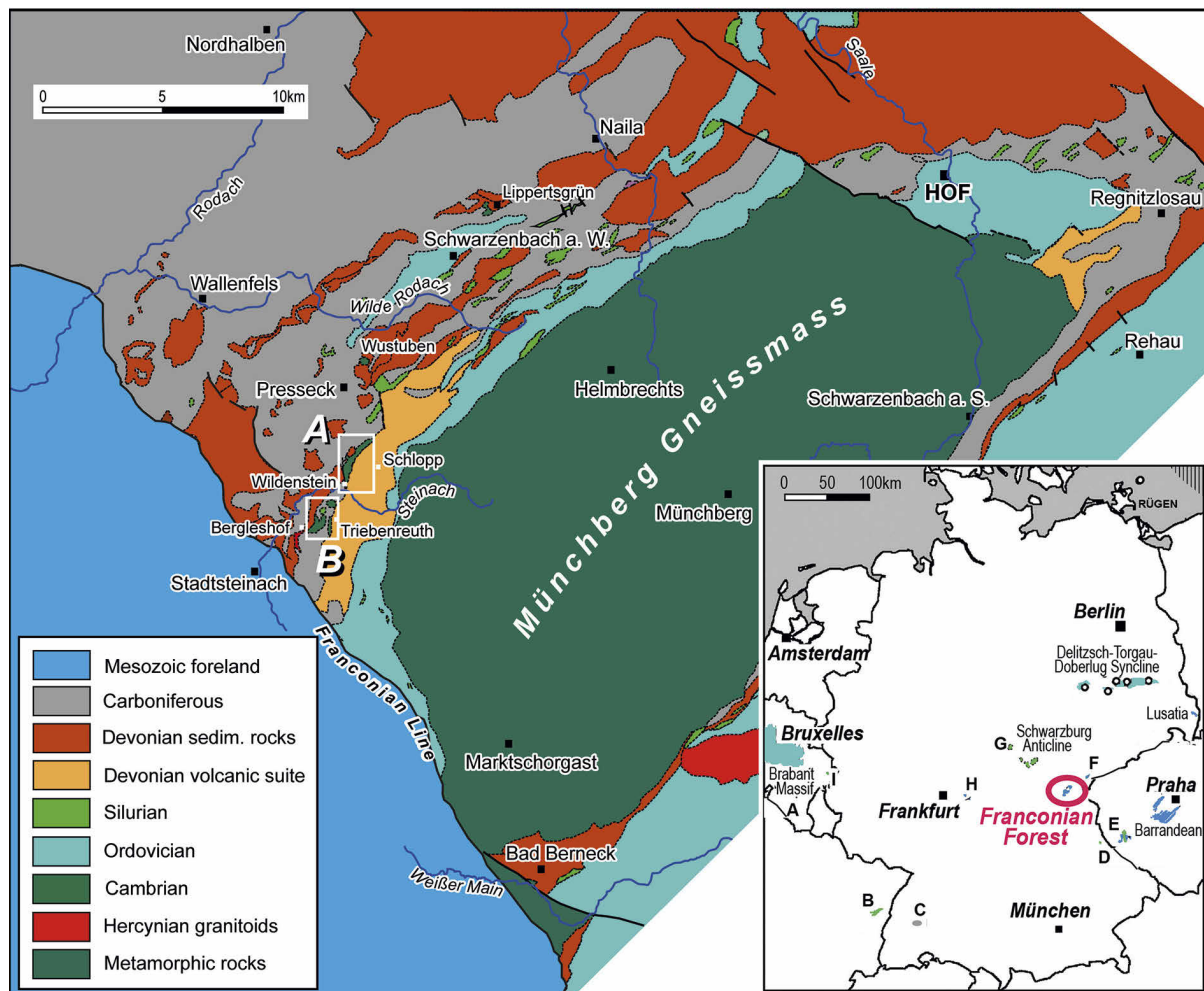 Nordhalben
0
5
10km
Saale
Naila
Rodach
Lippertsgrün
HOF
Regnitzlosau
Schwarzenbach a. W.
Wallenfels
Wilde Rodach
Wustuben
Rehau
Presseck
Helmbrechts
Münchberg Gneissmass
Schwarzenbach a. S.
A
Schlopp
Wildenstein
Steinach
Münchberg
Bergleshof
Triebenreuth
B
Stadtsteinach
Franconian Line
Marktschorgast
Bad Berneck
Weißer Main
Mesozoic foreland
Carboniferous
Devonian sedim. rocks
Devonian volcanic suite
Silurian
Ordovician
Cambrian
Hercynian granitoids
Metamorphic rocks
0
50
100km
RÜGEN
Berlin
Amsterdam
Delitzsch-Torgau-
Doberlug Syncline
Lusatia
Bruxelles
Schwarzburg
Anticline
G
F
I
Brabant
Massif
A
H
Frankfurt
Praha
Franconian
Forest
E
Barrandean
D
B
C
München